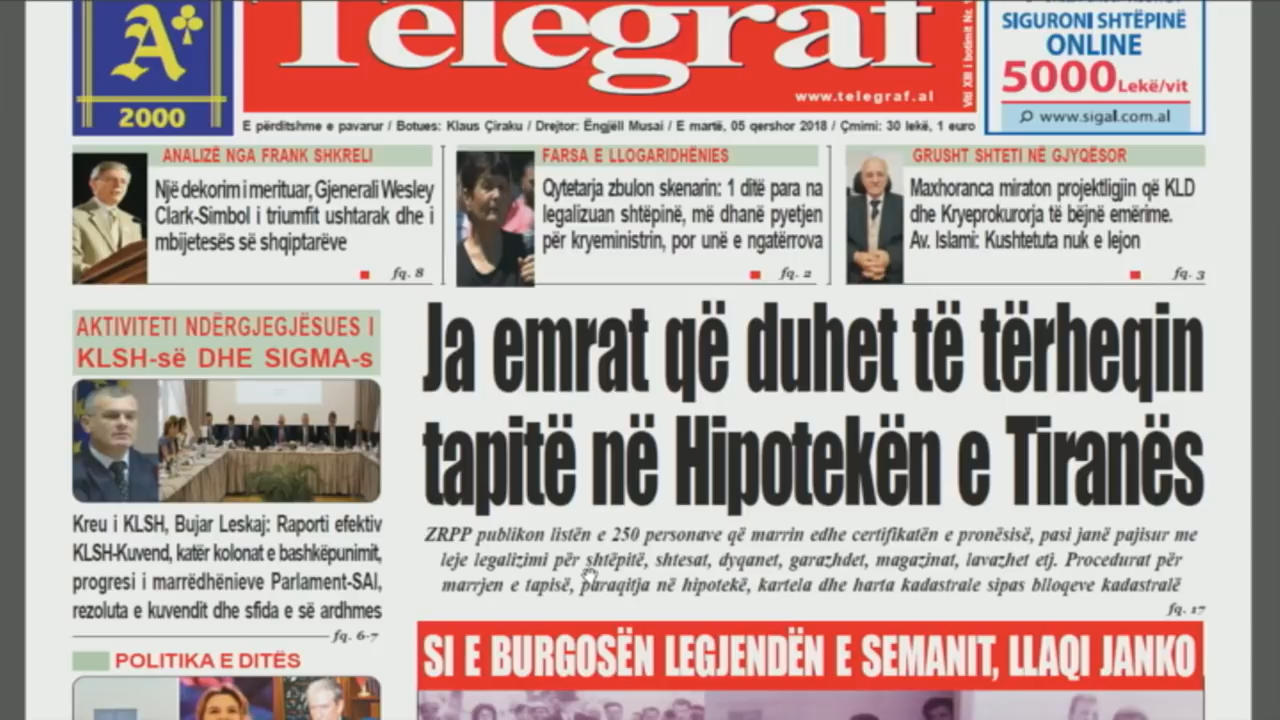 A
2000
Telegraf
www.telegraf.al
Viti XIII i botimit Nr.
SIGURONI SHTËPINË
ONLINE
5000 Lekë/vit
www.sigal.com.al
E përditshme e pavarur / Botues: Klaus Çiraku / Drejtor: Ëngjëll Musai / E martë, 05 qershor 2018 / Çmimi: 30 lekë, 1 euro
ANALIZË NGA FRANK SHKRELI
Një dekorim i merituar, Gjenerali Wesley
Clark-Simbol i triumfit ushtarak dhe i
mbijetesës së shqiptarëve
fq. 8
FARSA E LLOGARIDHËNIES
Qytetarja zbulon skenarin: 1 ditë para na
legalizuan shtëpinë, më dhanë pyetjen
për kryeministrin, por unë e ngatërrova
fq. 2
GRUSHT SHTETI NË GJYQËSOR
Maxhoranca miraton projektligjin që KLD
dhe Kryeprokurorja të bëjnë emërime.
Av. Islami: Kushtetuta nuk e lejon
fq. 3
AKTIVITETI NDËRGJEGJËSUES I
KLSH-së DHE SIGMA-s
Kreu i KLSH, Bujar Leskaj: Raporti efektiv
KLSH-Kuvend, katër kolonat e bashkëpunimit,
progresi i marrëdhënieve Parlament-SAI,
rezoluta e kuvendit dhe sfida e së ardhmes
fq. 6-7
POLITIKA E DITËS
Ja emrat që duhet të tërheqin
tapitë në Hipotekën e Tiranës
ZRPP publikon listën e 250 personave që marrin edhe certifikatën e pronësisë, pasi janë pajisur me
leje legalizimi për shtëpitë, shtesat, dyqanet, garazhdet, magazinat, lavazhet etj. Procedurat për
marrjen e tapisë, paraqitja në hipotekë, kartela dhe harta kadastrale sipas blloqeve kadastralë
fq. 17
SI E BURGOSËN LEGJENDËN E SEMANIT, LLAQI JANKO